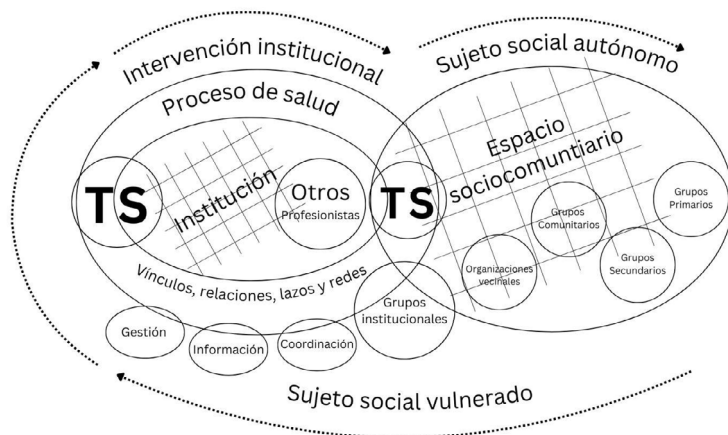 Intervención institucional
Sujeto social autónomo
Proceso de salud
Espacio
sociocomuntiario
TS
Institución
Otros
Profesionistas
TS
Grupos
Primarios
Grupos
Comunitarios
Grupos
Secundarios
Organizaciones
vecinales
Vínculos, relaciones, lazos y redes
Grupos
institucionales
Gestión
Información
Coordinación
Sujeto social vulnerado